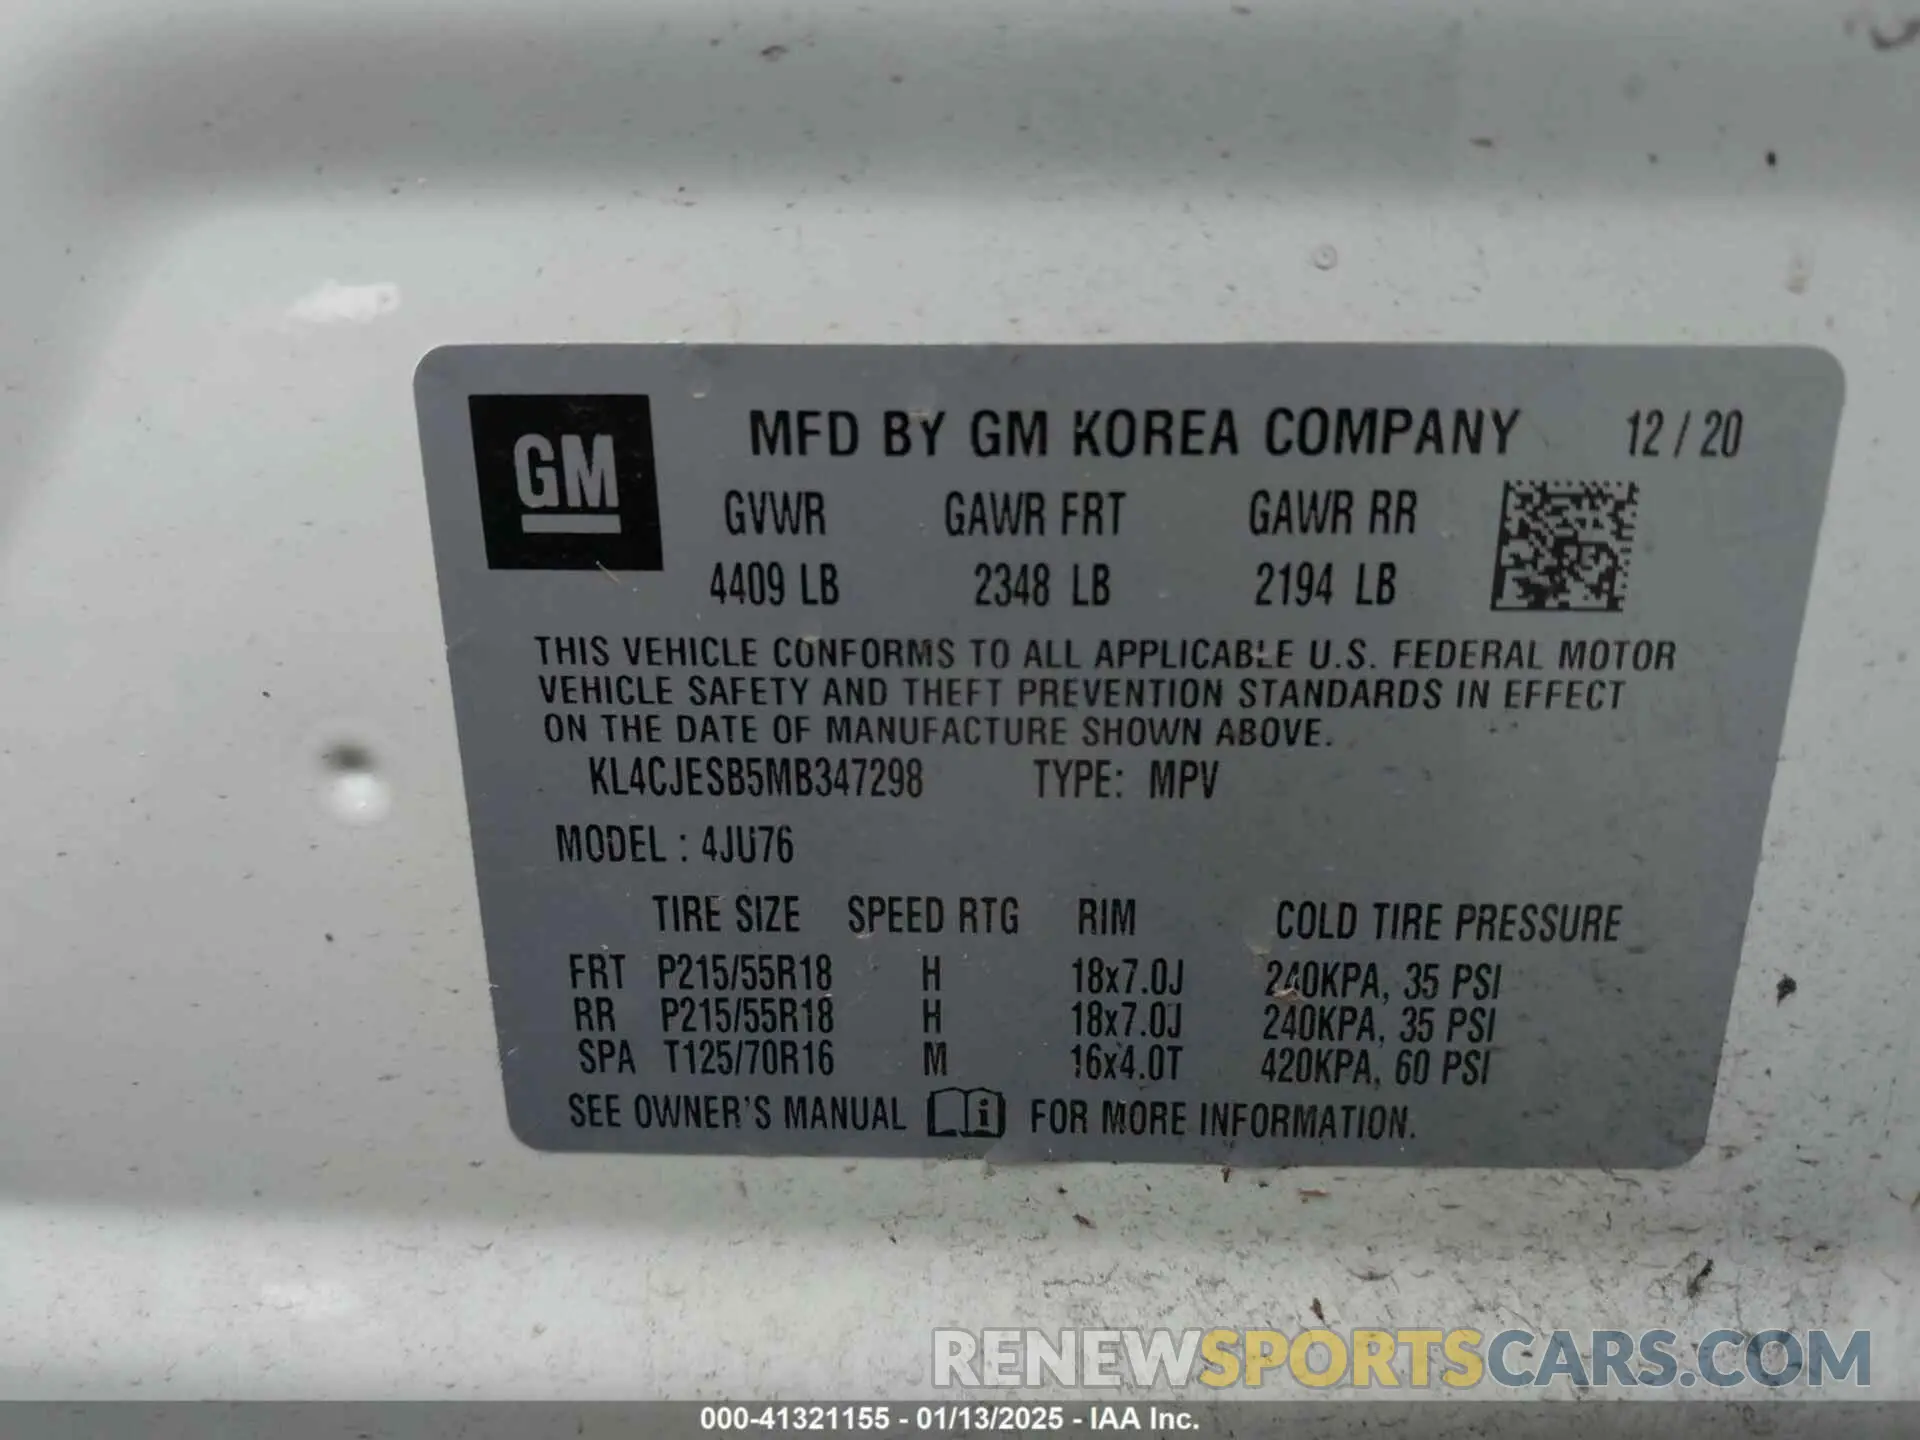 GM
MFD BY GM KOREA COMPANY 12 / 20
GVWR GAWR FRT GAWR RR
4409 LB 2348 LB 2194 LB
THIS VEHICLE CONFORMS TO ALL APPLICABLE U.S. FEDERAL MOTOR
VEHICLE SAFETY AND THEFT PREVENTION STANDARDS IN EFFECT
ON THE DATE OF MANUFACTURE SHOWN ABOVE.
KL4CJESB5MB347298 TYPE: MPV
MODEL : 4JU76
TIRE SIZE SPEED RTG RIM COLD TIRE PRESSURE
FRT P215/55R18 H 18x7.0J 240KPA, 35 PSI
RR P215/55R18 H 18x7.0J 240KPA, 35 PSI
SPA T125/70R16 M 16x4.0T 420KPA, 60 PSI
SEE OWNER'S MANUAL i FOR MORE INFORMATION.
RENEWSPORTSCARS.COM
000-41321155 - 01/13/2025 - IAA Inc.